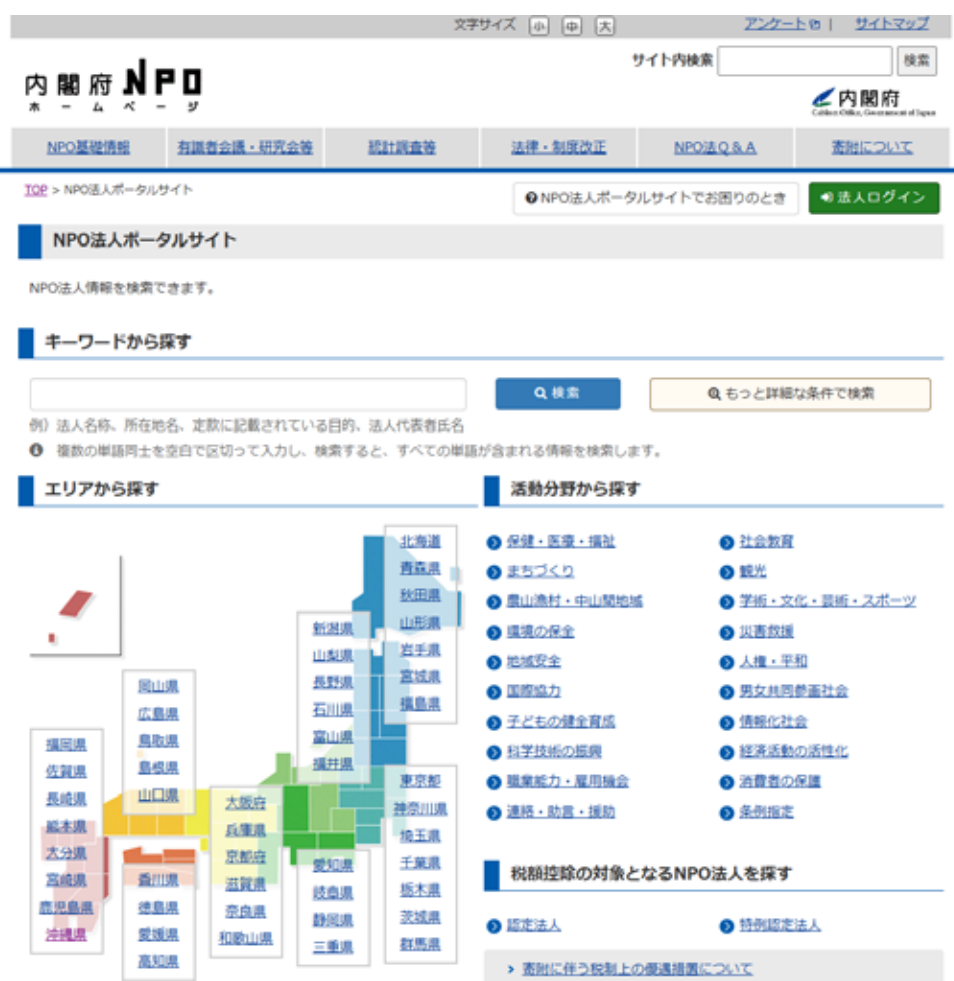 文字サイズ 小 中 大 アンケート | サイトマップ
サイト内検索 検索
内閣府 NPO
ホームページ
内閣府
Cabinet Office, Government of Japan
NPO基礎情報 有識者会議・研究会等 統計調査等 法律・制度改正 NPO法Q&A 寄附について
TOP > NPO法人ポータルサイト
NPO法人ポータルサイトでお困りのとき 法人ログイン
NPO法人ポータルサイト
NPO法人情報を検索できます。
キーワードから探す
検索 もっと詳細な条件で検索
例）法人名称、所在地名、定款に記載されている目的、法人代表者氏名
複数の単語同士を空白で区切って入力し、検索すると、すべての単語が含まれる情報を検索します。
エリアから探す
北海道
青森県
秋田県
山形県
岩手県
宮城県
福島県
新潟県
山梨県
長野県
石川県
富山県
福井県
岡山県
広島県
鳥取県
島根県
山口県
福岡県
佐賀県
長崎県
熊本県
大分県
宮崎県
鹿児島県
沖縄県
香川県
徳島県
愛媛県
高知県
大阪府
兵庫県
京都府
滋賀県
奈良県
和歌山県
愛知県
岐阜県
静岡県
三重県
東京都
神奈川県
埼玉県
千葉県
栃木県
茨城県
群馬県
活動分野から探す
保健・医療・福祉 社会教育
まちづくり 観光
農山漁村・中山間地域 学術・文化・芸術・スポーツ
環境の保全 災害救援
地域安全 人権・平和
国際協力 男女共同参画社会
子どもの健全育成 情報化社会
科学技術の振興 経済活動の活性化
職業能力・雇用機会 消費者の保護
連絡・助言・援助 条例指定
税額控除の対象となるNPO法人を探す
認定法人 特例認定法人
寄附に伴う税制上の優遇措置について